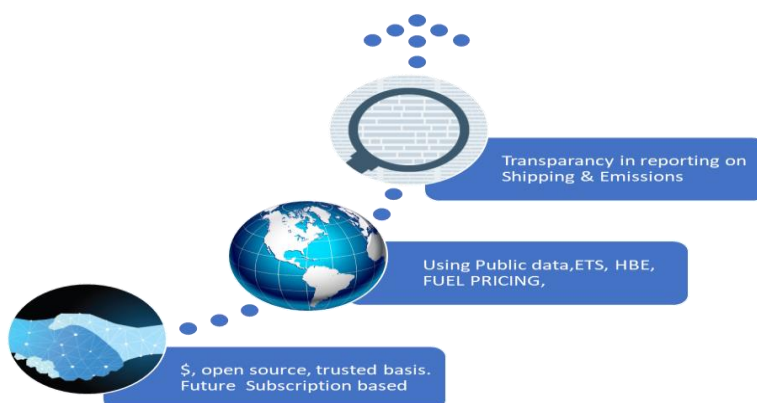 Transparancy in reporting on
Shipping & Emissions
Using Public data,ETS, HBE,
FUEL PRICING,
$, open source, trusted basis.
Future Subscription based